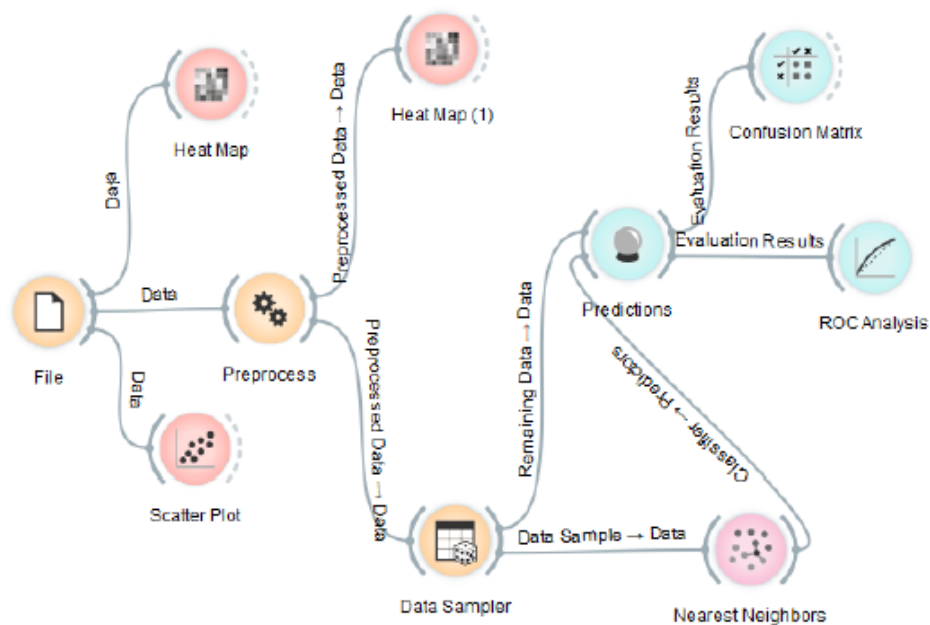 Heat Map
Heat Map (1)
Confusion Matrix
Data
Preprocessed Data → Data
Evaluation Results
Evaluation Results
Data
File
Preprocess
Predictions
ROC Analysis
Data
Scatter Plot
Preprocessed Data → Data
Remaining Data → Data
Classifier → Predictors
Data Sample → Data
Data Sampler
Nearest Neighbors